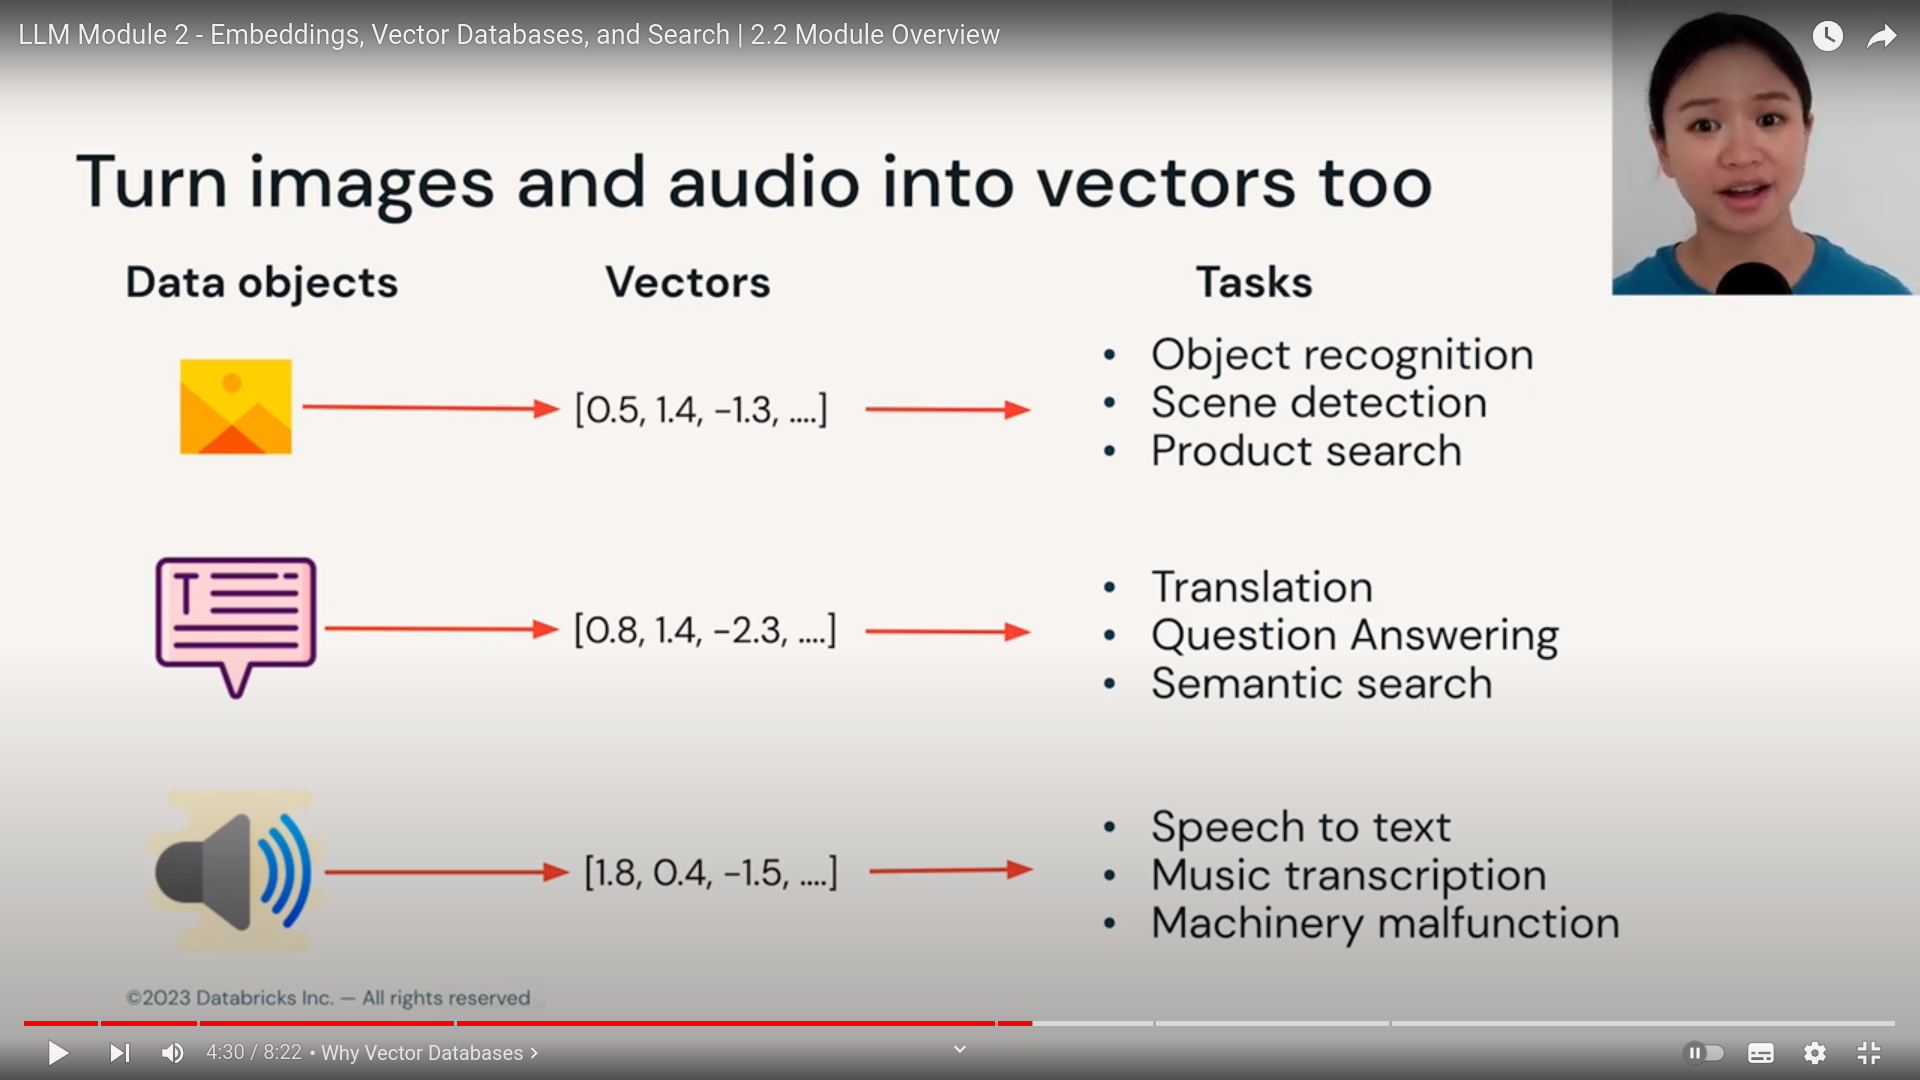 LLM Module 2 - Embeddings, Vector Databases, and Search | 2.2 Module Overview
Turn images and audio into vectors too
Data objects
Vectors
Tasks
[0.5, 1.4, -1.3, ....]
• Object recognition
• Scene detection
• Product search
T
[0.8, 1.4, -2.3, ....]
• Translation
• Question Answering
• Semantic search
[1.8, 0.4, -1.5, ....]
• Speech to text
• Music transcription
• Machinery malfunction
©2023 Databricks Inc. — All rights reserved
4:30 / 8:22 • Why Vector Databases >